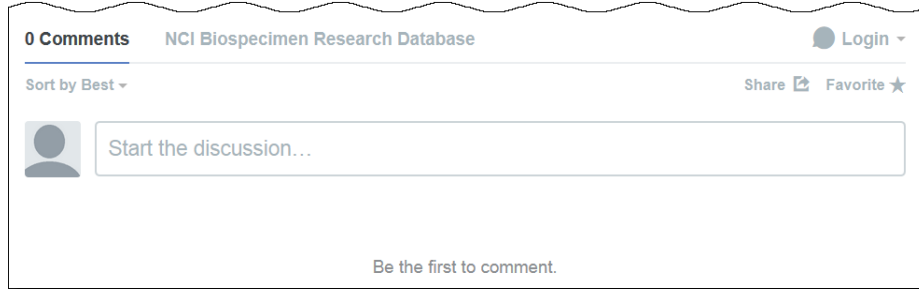 0 Comments NCI Biospecimen Research Database Login
Sort by Best Share Favorite
Start the discussion…
Be the first to comment.